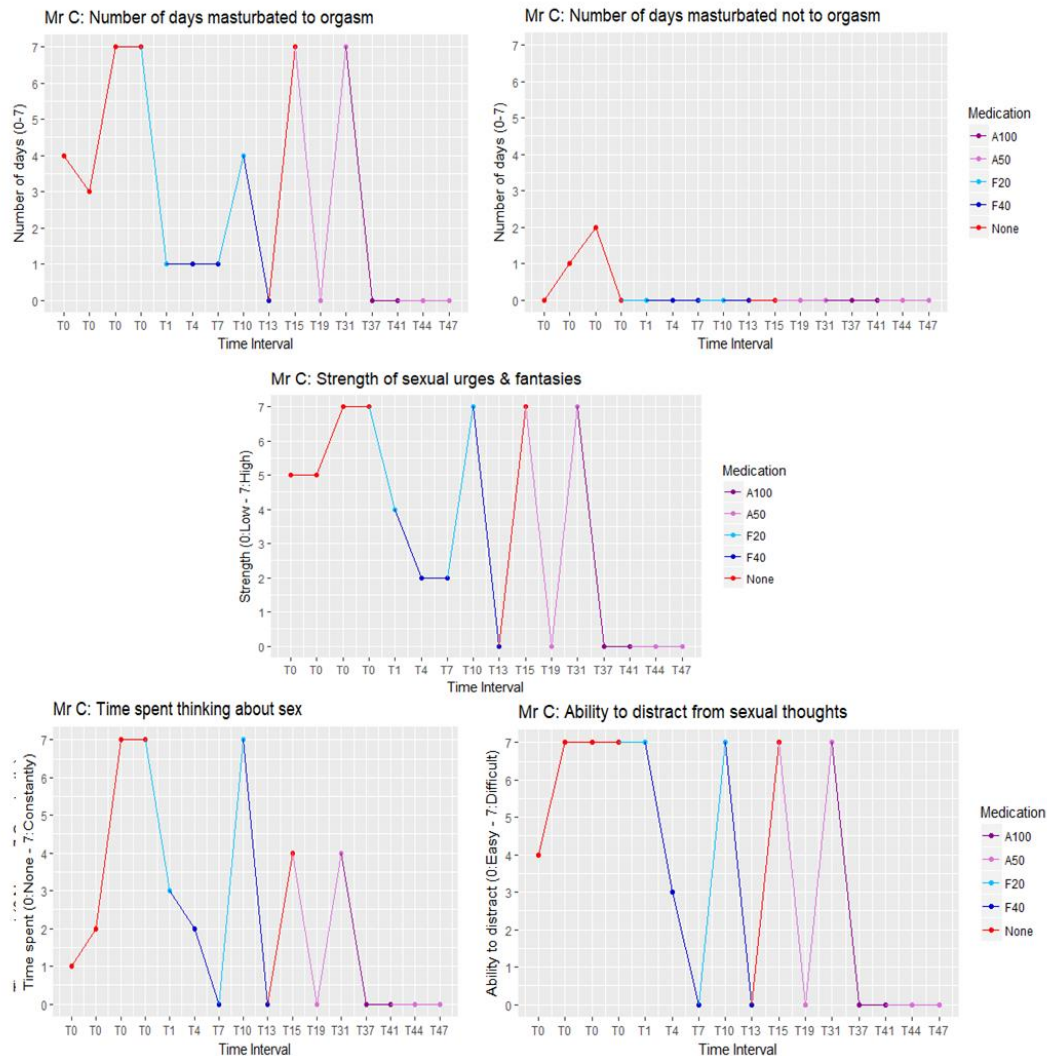 Mr C: Number of days masturbated to orgasm
Number of days (0-7)
7
6
5
4
3
2
1
0
T0 T0 T0 T0 T1 T4 T7 T10 T13 T15 T19 T31 T37 T41 T44 T47
Time Interval
Mr C: Number of days masturbated not to orgasm
Number of days (0-7)
7
6
5
4
3
2
1
0
T0 T0 T0 T0 T1 T4 T7 T10 T13 T15 T19 T31 T37 T41 T44 T47
Time Interval
Medication
A100
A50
F20
F40
None
Mr C: Strength of sexual urges & fantasies
Strength (0:Low - 7:High)
7
6
5
4
3
2
1
0
T0 T0 T0 T0 T1 T4 T7 T10 T13 T15 T19 T31 T37 T41 T44 T47
Time Interval
Medication
A100
A50
F20
F40
None
Mr C: Time spent thinking about sex
Time spent (0:None - 7:Constantly)
7
6
5
4
3
2
1
0
T0 T0 T0 T0 T1 T4 T7 T10 T13 T15 T19 T31 T37 T41 T44 T47
Time Interval
Mr C: Ability to distract from sexual thoughts
Ability to distract (0:Easy - 7:Difficult)
7
6
5
4
3
2
1
0
T0 T0 T0 T0 T1 T4 T7 T10 T13 T15 T19 T31 T37 T41 T44 T47
Time Interval
Medication
A100
A50
F20
F40
None